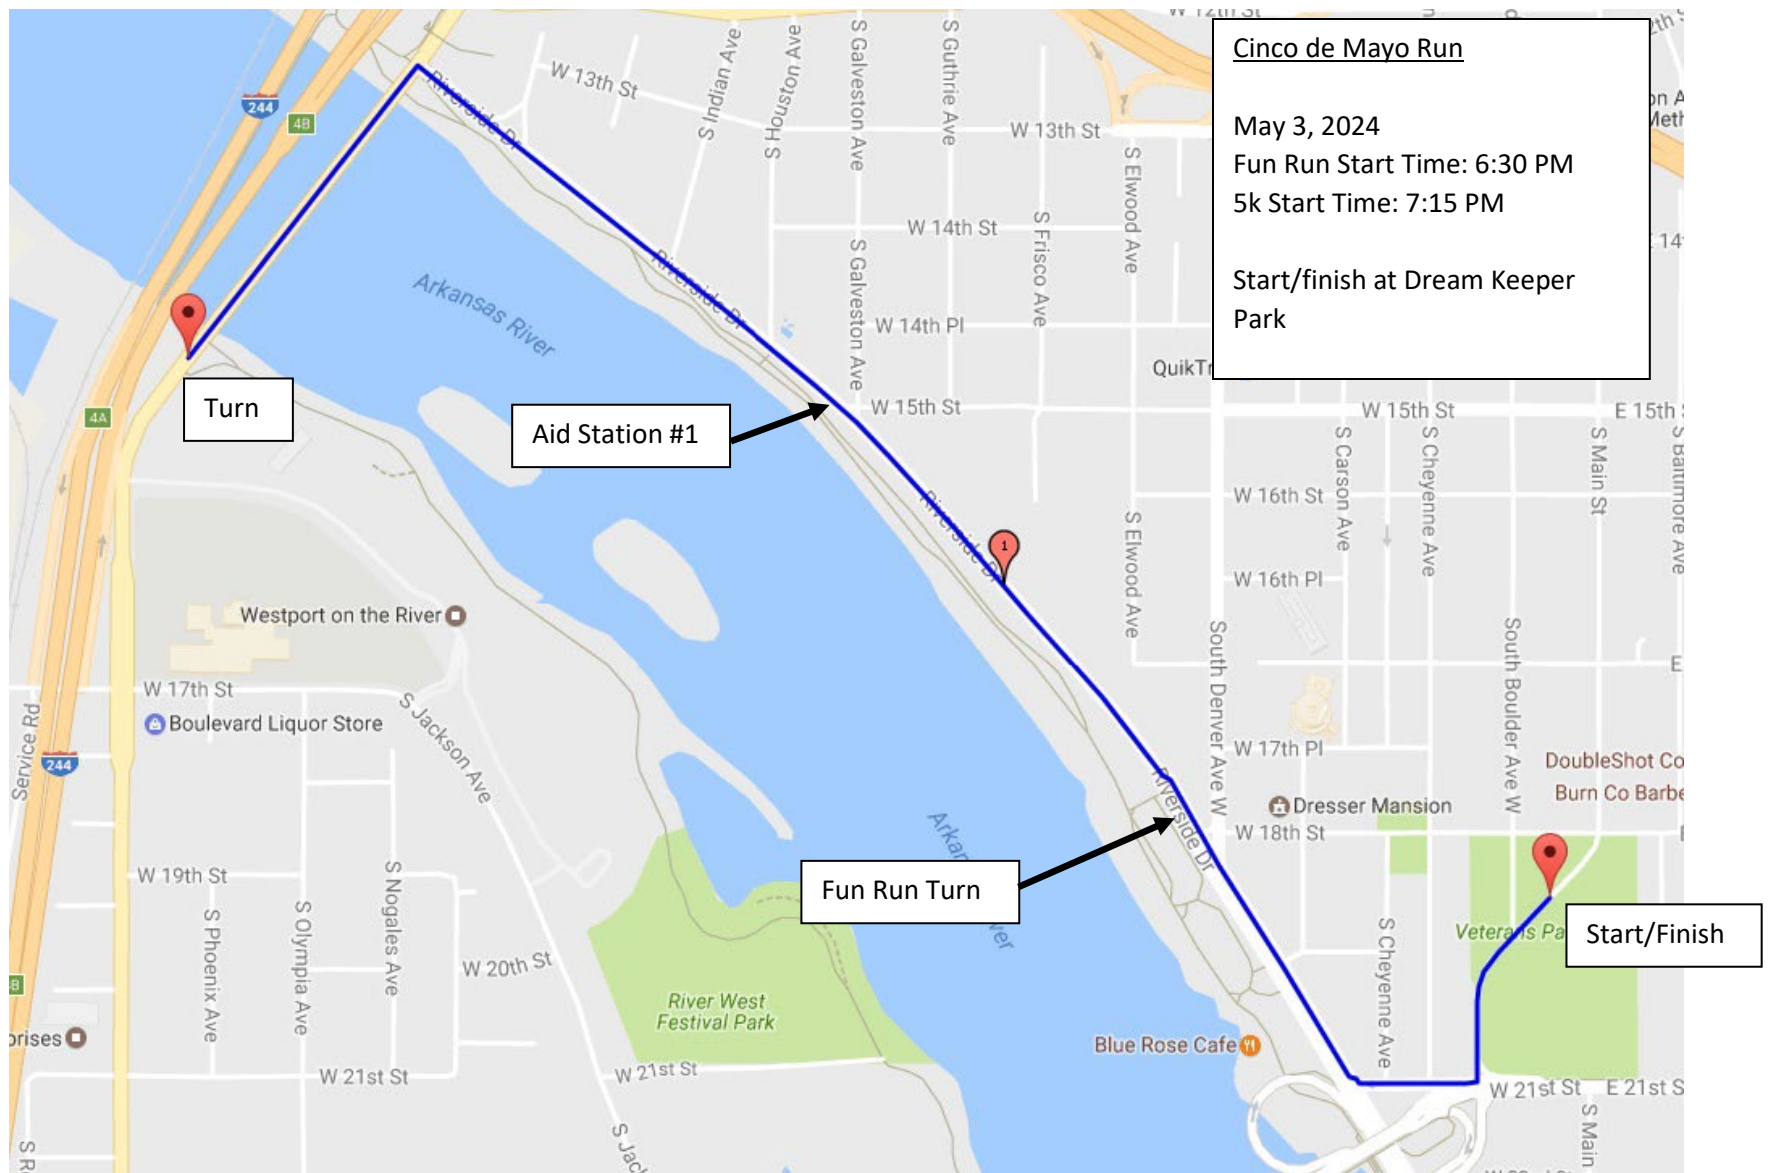 Cinco de Mayo Run
May 3, 2024
Fun Run Start Time: 6:30 PM
5k Start Time: 7:15 PM
Start/finish at Dream Keeper
Park
W 12th St
244
4B
Riverside Dr
W 13th St
S Indian Ave
S Houston Ave
S Galveston Ave
S Guthrie Ave
W 13th St
S Elwood Ave
W 14th St
S Frisco Ave
Riverside Dr
S Galveston Ave
Arkansas River
W 14th Pl
Turn
4A
Aid Station #1
W 15th St
W 15th St
E 15th
S Carson Ave
S Cheyenne Ave
S Main St
S Baltimore Ave
Riverside Dr
1
W 16th St
S Elwood Ave
W 16th Pl
Westport on the River
South Denver Ave W
South Boulder Ave W
W 17th St
Boulevard Liquor Store
S Jackson Ave
Service Rd
244
W 17th Pl
DoubleShot Co
Burn Co Barbe
Riverside Dr
Dresser Mansion
W 18th St
Fun Run Turn
W 19th St
S Phoenix Ave
S Olympia Ave
S Nogales Ave
W 20th St
S Cheyenne Ave
Start/Finish
River West
Festival Park
Blue Rose Cafe
W 21st St
W 21st St
W 21st St
E 21st S
S Main